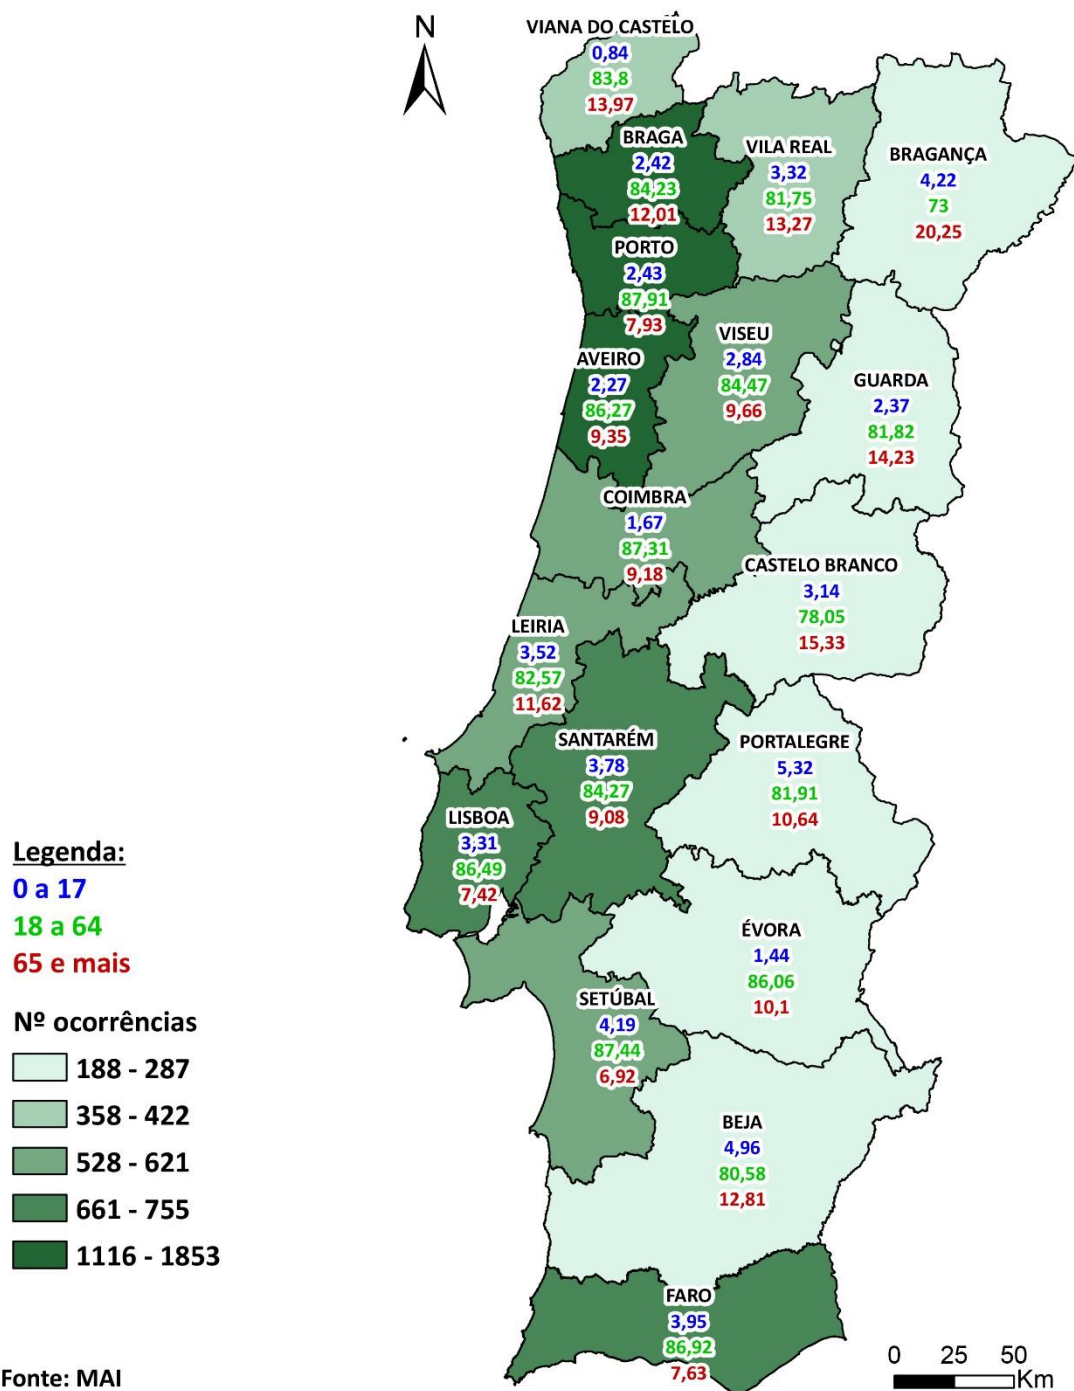 N
VIANA DO CASTELO
0,84
83,8
13,97
BRAGA
2,42
84,23
12,01
VILA REAL
3,32
81,75
13,27
BRAGANÇA
4,22
73
20,25
PORTO
2,43
87,91
7,93
AVEIRO
2,27
86,27
9,35
VISEU
2,84
84,47
9,66
GUARDA
2,37
81,82
14,23
COIMBRA
1,67
87,31
9,18
CASTELO BRANCO
3,14
78,05
15,33
LEIRIA
3,52
82,57
11,62
SANTARÉM
3,78
84,27
9,08
PORTALEGRE
5,32
81,91
10,64
LISBOA
3,31
86,49
7,42
ÉVORA
1,44
86,06
10,1
SETÚBAL
4,19
87,44
6,92
BEJA
4,96
80,58
12,81
FARO
3,95
86,92
7,63
Legenda:
0 a 17
18 a 64
65 e mais
Nº ocorrências
188 - 287
358 - 422
528 - 621
661 - 755
1116 - 1853
Fonte: MAI
0 25 50
Km